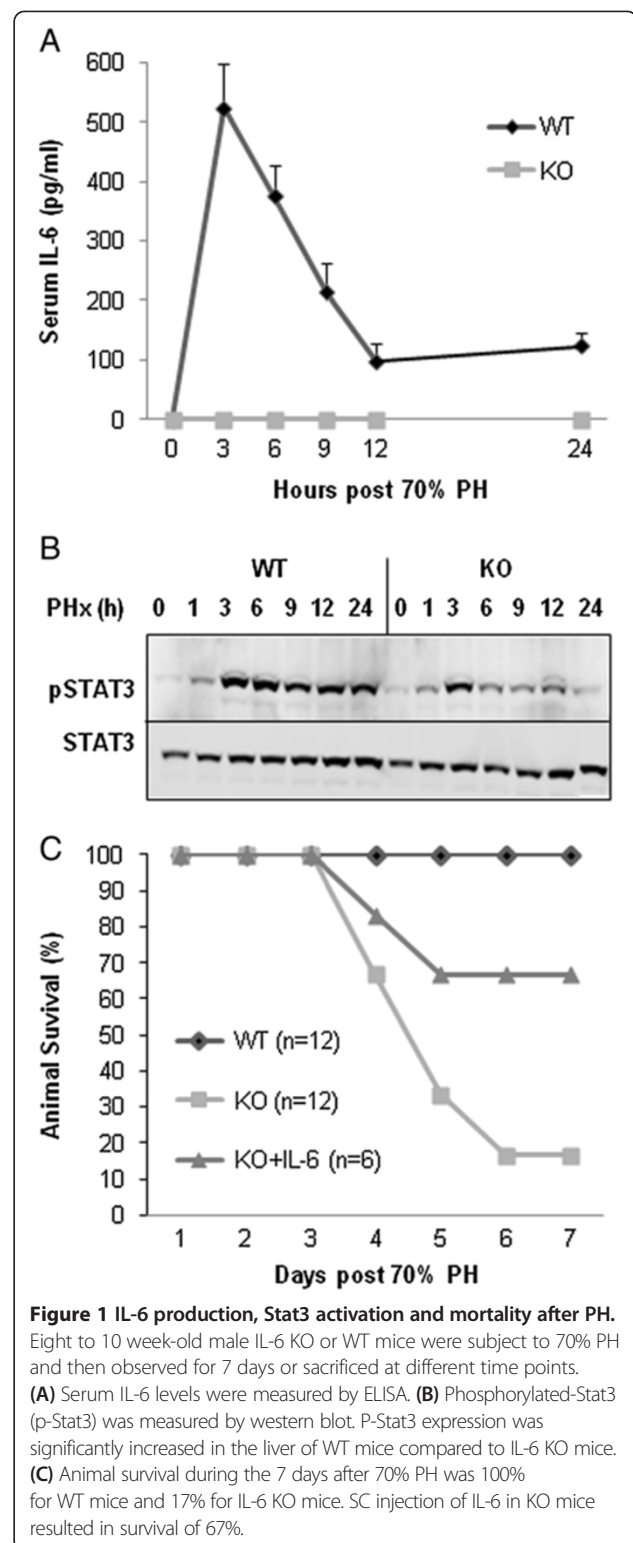 A
600
500
400
300
200
100
0
Serum IL-6 (pg/ml)
WT
KO
0 3 6 9 12 24
Hours post 70% PH
B
WT KO
PHx (h) 0 1 3 6 9 12 24 0 1 3 6 9 12 24
pSTAT3
STAT3
C
100
90
80
70
60
50
40
30
20
10
0
Animal Suvival (%)
WT (n=12)
KO (n=12)
KO+IL-6 (n=6)
1 2 3 4 5 6 7
Days post 70% PH
Figure 1 IL-6 production, Stat3 activation and mortality after PH.
Eight to 10 week-old male IL-6 KO or WT mice were subject to 70% PH
and then observed for 7 days or sacrificed at different time points.
(A) Serum IL-6 levels were measured by ELISA. (B) Phosphorylated-Stat3
(p-Stat3) was measured by western blot. P-Stat3 expression was
significantly increased in the liver of WT mice compared to IL-6 KO mice.
(C) Animal survival during the 7 days after 70% PH was 100%
for WT mice and 17% for IL-6 KO mice. SC injection of IL-6 in KO mice
resulted in survival of 67%.